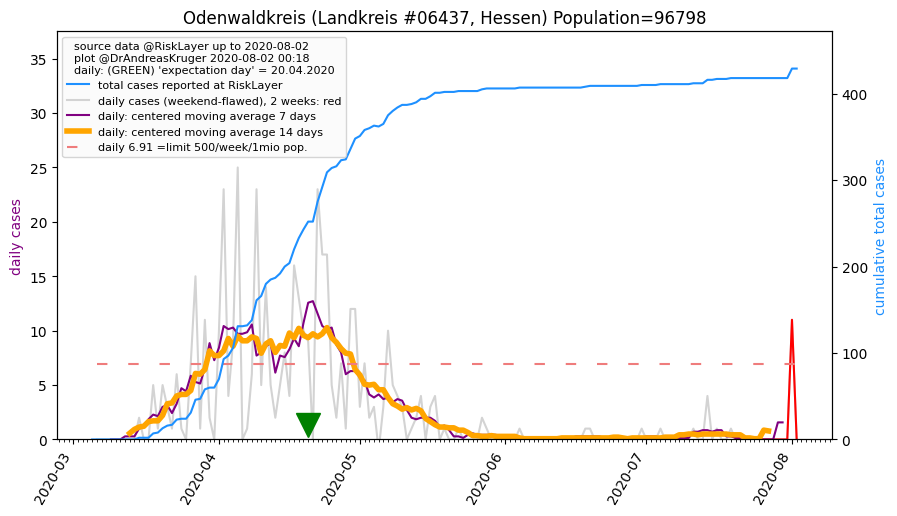 Odenwaldkreis (Landkreis #06437, Hessen) Population=96798
source data @RiskLayer up to 2020-08-02
plot @DrAndreasKruger 2020-08-02 00:18
daily: (GREEN) 'expectation day' = 20.04.2020
total cases reported at RiskLayer
daily cases (weekend-flawed), 2 weeks: red
daily: centered moving average 7 days
daily: centered moving average 14 days
daily 6.91 =limit 500/week/1mio pop.
daily cases
35
30
25
20
15
10
5
0
cumulative total cases
400
300
200
100
0
2020-03
2020-04
2020-05
2020-06
2020-07
2020-08